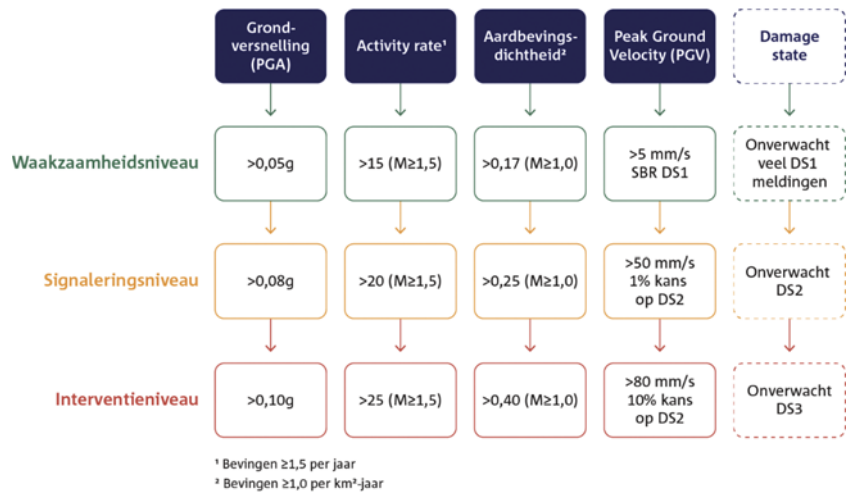 Grond-
versnelling
(PGA)
Activity rate¹
Aardbevings-
dichtheid²
Peak Ground
Velocity (PGV)
Damage
state
Waakzaamheidsniveau
>0,05g
>15 (M≥1,5)
>0,17 (M≥1,0)
>5 mm/s
SBR DS1
Onverwacht
veel DS1
meldingen
Signaleringsniveau
>0,08g
>20 (M≥1,5)
>0,25 (M≥1,0)
>50 mm/s
1% kans
op DS2
Onverwacht
DS2
Interventieniveau
>0,10g
>25 (M≥1,5)
>0,40 (M≥1,0)
>80 mm/s
10% kans
op DS2
Onverwacht
DS3
¹ Bevingen ≥1,5 per jaar
² Bevingen ≥1,0 per km²-jaar